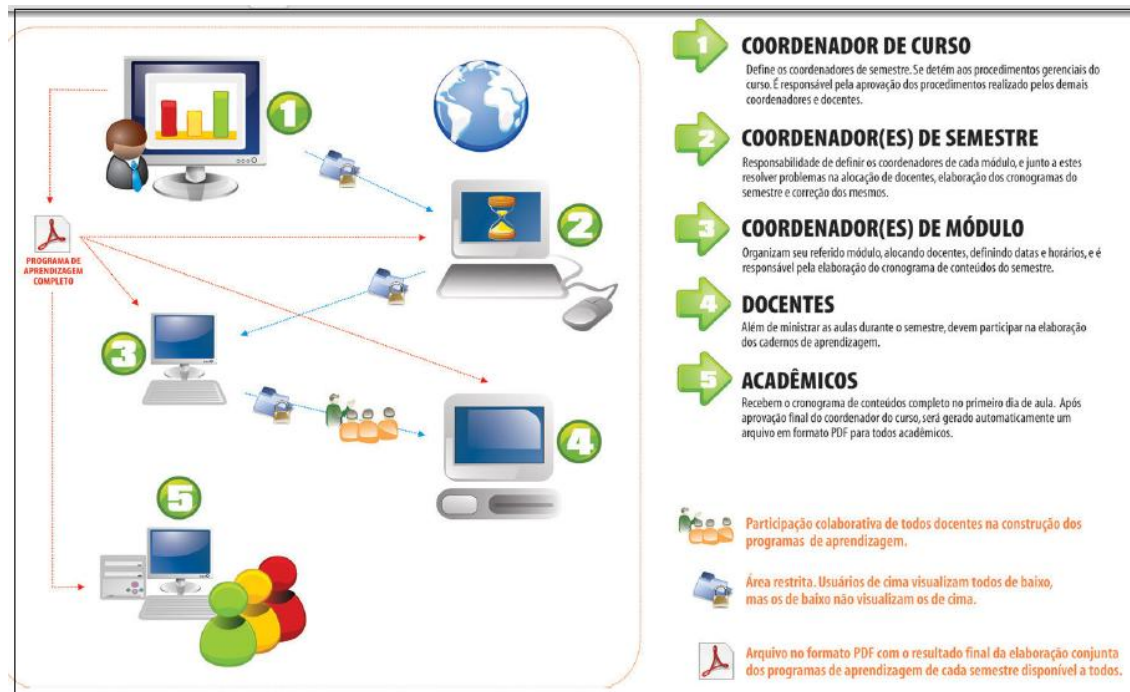 1
2
3
4
5
PROGRAMA DE
APRENDIZAGEM
COMPLETO
1 COORDENADOR DE CURSO
Define os coordenadores de semestre. Se detém aos procedimentos gerenciais do
curso. É responsável pela aprovação dos procedimentos realizado pelos demais
coordenadores e docentes.
2 COORDENADOR(ES) DE SEMESTRE
Responsabilidade de definir os coordenadores de cada módulo, e junto a estes
resolver problemas na alocação de docentes, elaboração dos cronogramas do
semestre e correção dos mesmos.
3 COORDENADOR(ES) DE MÓDULO
Organizam seu referido módulo, alocando docentes, definindo datas e horários, e é
responsável pela elaboração do cronograma de conteúdos do semestre.
4 DOCENTES
Além de ministrar as aulas durante o semestre, devem participar na elaboração
dos cadernos de aprendizagem.
5 ACADÊMICOS
Recebem o cronograma de conteúdos completo no primeiro dia de aula. Após
aprovação final do coordenador do curso, será gerado automaticamente um
arquivo em formato PDF para todos acadêmicos.
Participação colaborativa de todos docentes na construção dos
programas de aprendizagem.
Área restrita. Usuários de cima visualizam todos de baixo,
mas os de baixo não visualizam os de cima.
Arquivo no formato PDF com o resultado final da elaboração conjunta
dos programas de aprendizagem de cada semestre disponível a todos.